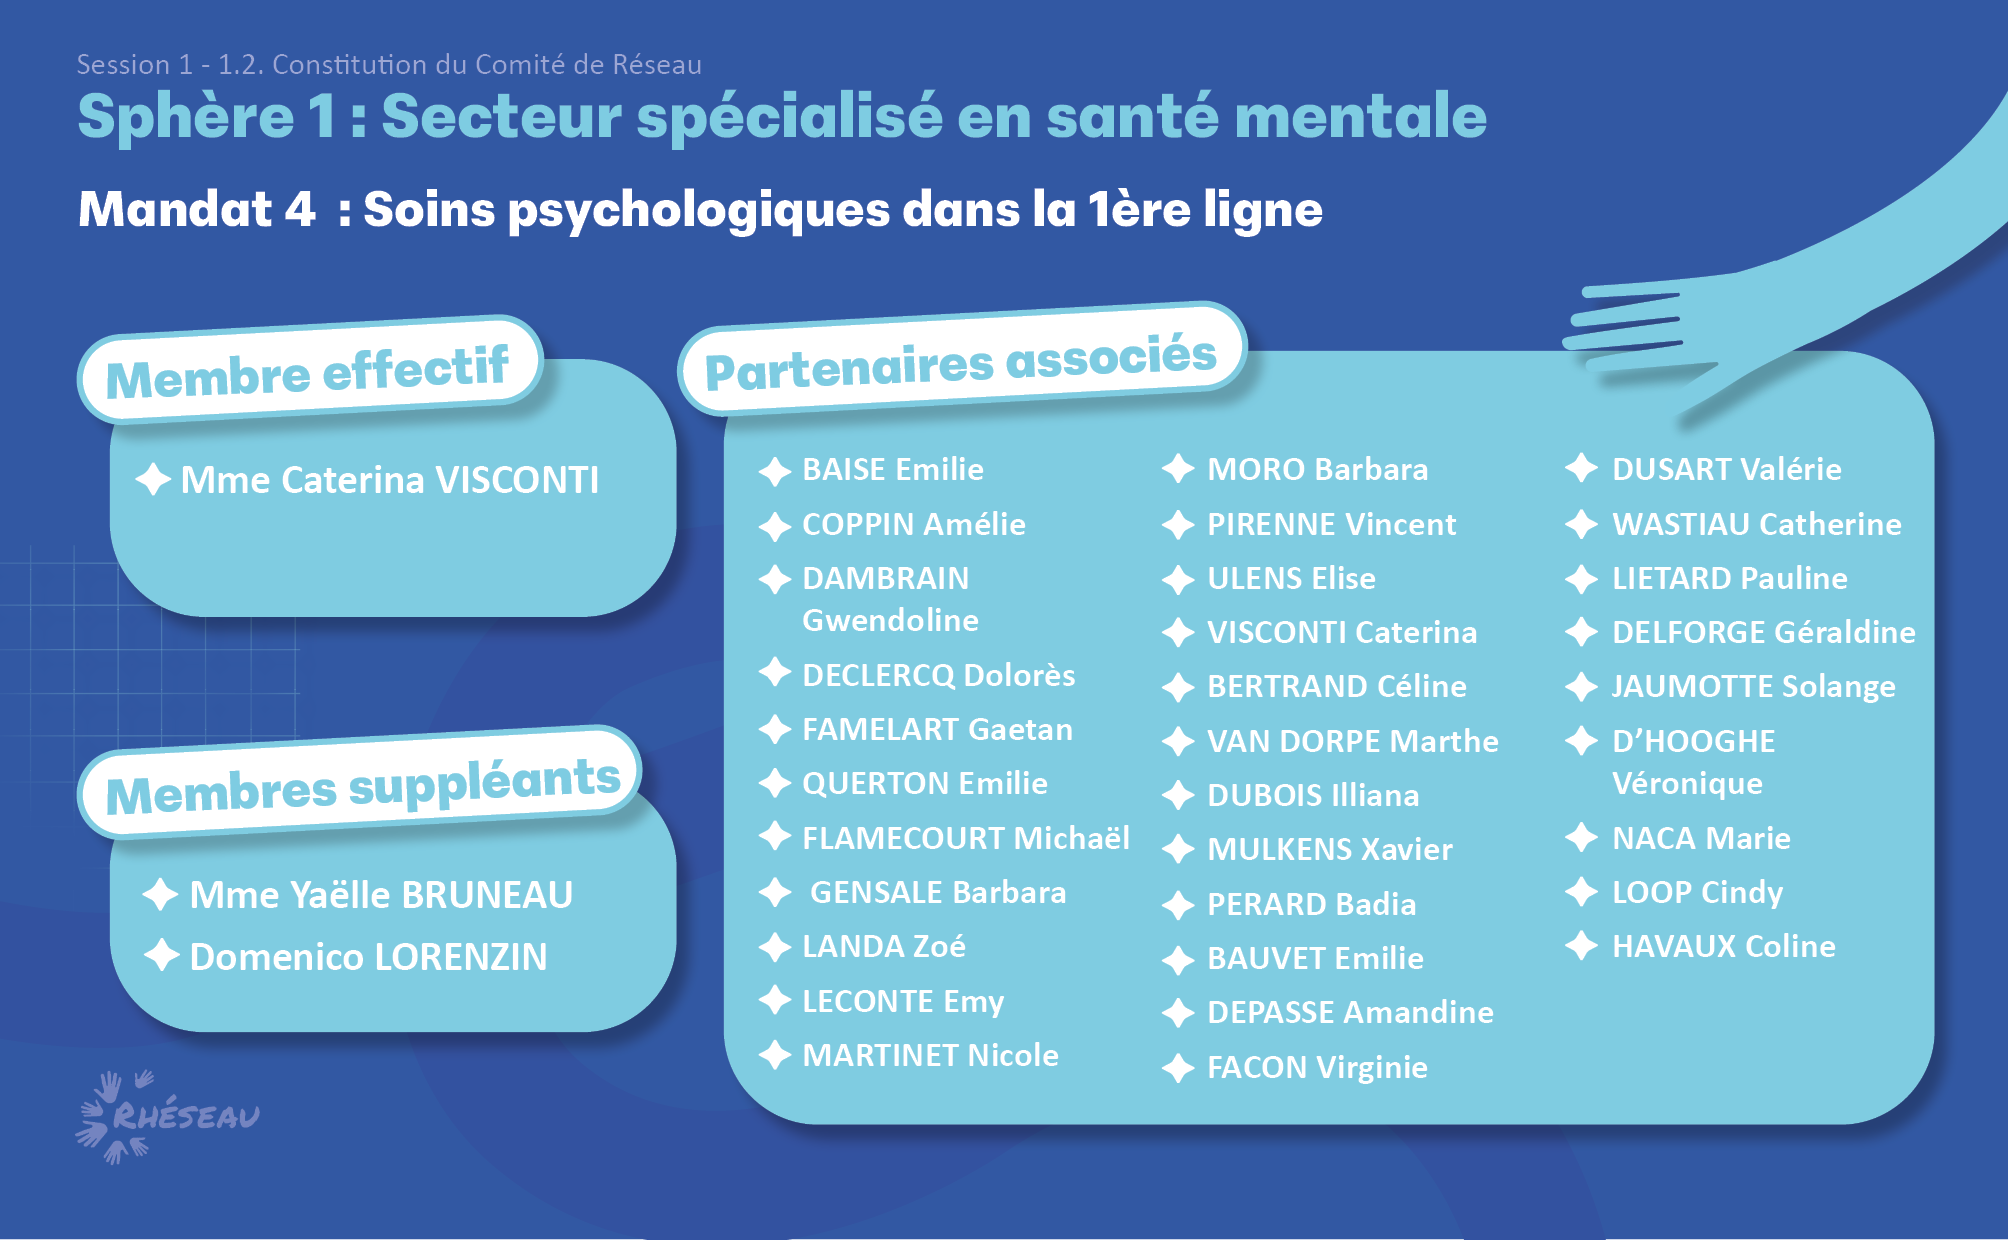 Session 1 - 1.2. Constitution du Comité de Réseau
Sphère 1 : Secteur spécialisé en santé mentale
Mandat 4  : Soins psychologiques dans la 1ère ligne
Membre effectif
Mme Caterina VISCONTI
Membres suppléants
Mme Yaëlle BRUNEAU
Domenico LORENZIN
Partenaires associés
BAISE Emilie
COPPIN Amélie
DAMBRAIN
Gwendoline
DECLERCQ Dolorès
FAMELART Gaetan
QUERTON Emilie
FLAMECOURT Michaël
GENSALE Barbara
LANDA Zoé
LECONTE Emy
MARTINET Nicole
MORO Barbara
PIRENNE Vincent
ULENS Elise
VISCONTI Caterina
BERTRAND Céline
VAN DORPE Marthe
DUBOIS Illiana
MULKENS Xavier
PERARD Badia
BAUVET Emilie
DEPASSE Amandine
FACON Virginie
DUSART Valérie
WASTIAU Catherine
LIETARD Pauline
DELFORGE Géraldine
JAUMOTTE Solange
D’HOOGHE
Véronique
NACA Marie
LOOP Cindy
HAVAUX Coline
RHÉSEAU